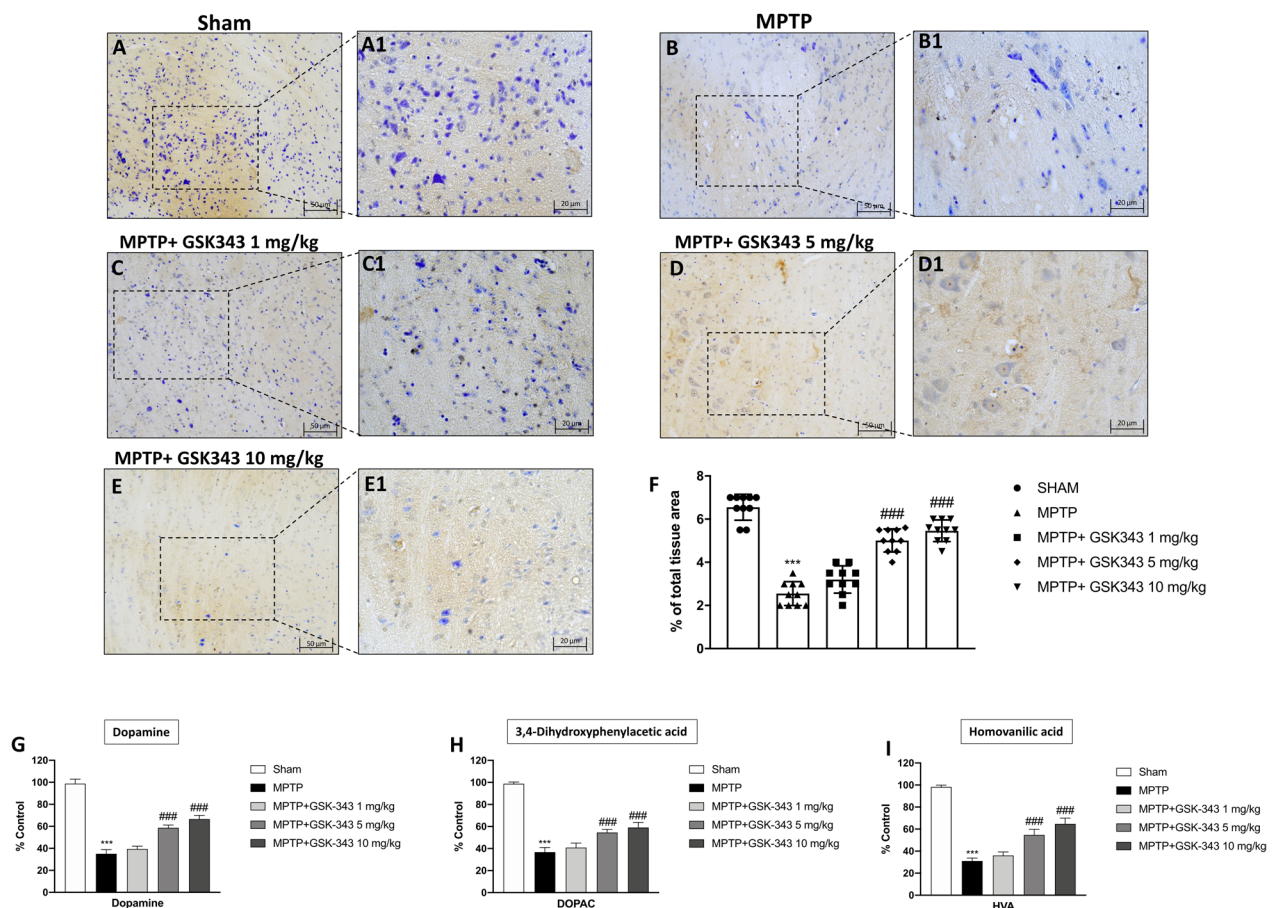 Sham
MPTP
A
A1
B
B1
50 µm
20 µm
50 µm
20 µm
MPTP+ GSK343 1 mg/kg
MPTP+ GSK343 5 mg/kg
C
C1
D
D1
50 µm
20 µm
50 µm
20 µm
MPTP+ GSK343 10 mg/kg
E
E1
50 µm
20 µm
F
% of total tissue area
8
6
4
2
0
***
###
###
SHAM
MPTP
MPTP+ GSK343 1 mg/kg
MPTP+ GSK343 5 mg/kg
MPTP+ GSK343 10 mg/kg
G
Dopamine
% Control
120
100
80
60
40
20
0
***
###
###
Dopamine
Sham
MPTP
MPTP+GSK-343 1 mg/kg
MPTP+GSK-343 5 mg/kg
MPTP+GSK-343 10 mg/kg
H
3,4-Dihydroxyphenylacetic acid
% Control
120
100
80
60
40
20
0
***
###
###
DOPAC
Sham
MPTP
MPTP+GSK-343 1 mg/kg
MPTP+GSK-343 5 mg/kg
MPTP+GSK-343 10 mg/kg
I
Homovanilic acid
% Control
120
100
80
60
40
20
0
***
###
###
HVA
Sham
MPTP
MPTP+GSK-343 1 mg/kg
MPTP+GSK-343 5 mg/kg
MPTP+GSK-343 10 mg/kg